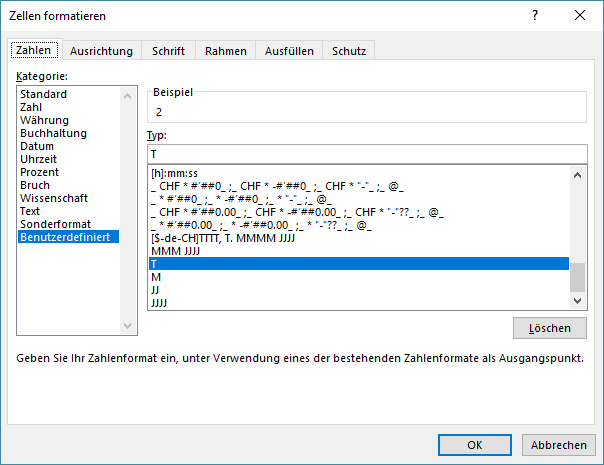 Zellen formatieren
?
Zahlen
Ausrichtung
Schrift
Rahmen
Ausfüllen
Schutz
Kategorie:
Standard
Zahl
Währung
Buchhaltung
Datum
Uhrzeit
Prozent
Bruch
Wissenschaft
Text
Sonderformat
Benutzerdefiniert
Beispiel
2
Typ:
T
[h]:mm:ss
_ CHF * #'##0_ ;_ CHF * -#'##0_ ;_ CHF * "-"_ ;_ @_
_ * #'##0_ ;_ * -#'##0_ ;_ * "-"_ ;_ @_
_ CHF * #'##0.00_ ;_ CHF * -#'##0.00_ ;_ CHF * "-"??_ ;_ @_
_ * #'##0.00_ ;_ * -#'##0.00_ ;_ * "-"??_ ;_ @_
[$-de-CH]TTTT, T. MMMM JJJJ
MMM JJJJ
T
M
JJ
JJJJ
Löschen
Geben Sie Ihr Zahlenformat ein, unter Verwendung eines der bestehenden Zahlenformate als Ausgangspunkt.
OK
Abbrechen